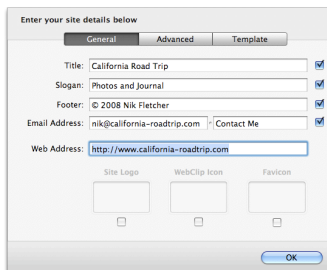 Enter your site details below
General Advanced Template
Title: California Road Trip
Slogan: Photos and Journal
Footer: © 2008 Nik Fletcher
Email Address: nik@california-roadtrip.com - Contact Me
Web Address: http://www.california-roadtrip.com
Site Logo WebClip Icon Favicon
OK